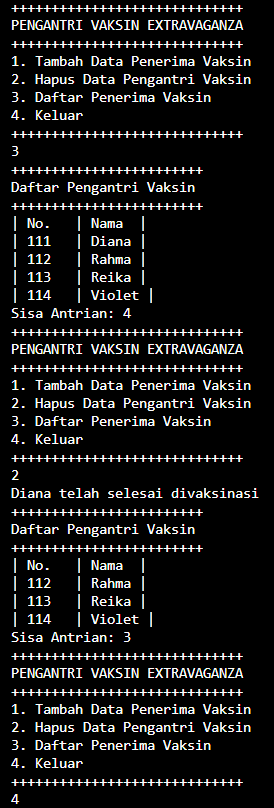 +++++++++++++++++++++++++++++
PENGANTRI VAKSIN EXTRAVAGANZA
+++++++++++++++++++++++++++++
1. Tambah Data Penerima Vaksin
2. Hapus Data Pengantri Vaksin
3. Daftar Penerima Vaksin
4. Keluar
+++++++++++++++++++++++++++++
3
++++++++++++++++++++++++
Daftar Pengantri Vaksin
++++++++++++++++++++++++
| No.   | Nama  |
| 111   | Diana |
| 112   | Rahma |
| 113   | Reika |
| 114   | Violet |
Sisa Antrian: 4
+++++++++++++++++++++++++++++
PENGANTRI VAKSIN EXTRAVAGANZA
+++++++++++++++++++++++++++++
1. Tambah Data Penerima Vaksin
2. Hapus Data Pengantri Vaksin
3. Daftar Penerima Vaksin
4. Keluar
+++++++++++++++++++++++++++++
2
Diana telah selesai divaksinasi
++++++++++++++++++++++++
Daftar Pengantri Vaksin
++++++++++++++++++++++++
| No.   | Nama  |
| 112   | Rahma |
| 113   | Reika |
| 114   | Violet |
Sisa Antrian: 3
+++++++++++++++++++++++++++++
PENGANTRI VAKSIN EXTRAVAGANZA
+++++++++++++++++++++++++++++
1. Tambah Data Penerima Vaksin
2. Hapus Data Pengantri Vaksin
3. Daftar Penerima Vaksin
4. Keluar
+++++++++++++++++++++++++++++
4